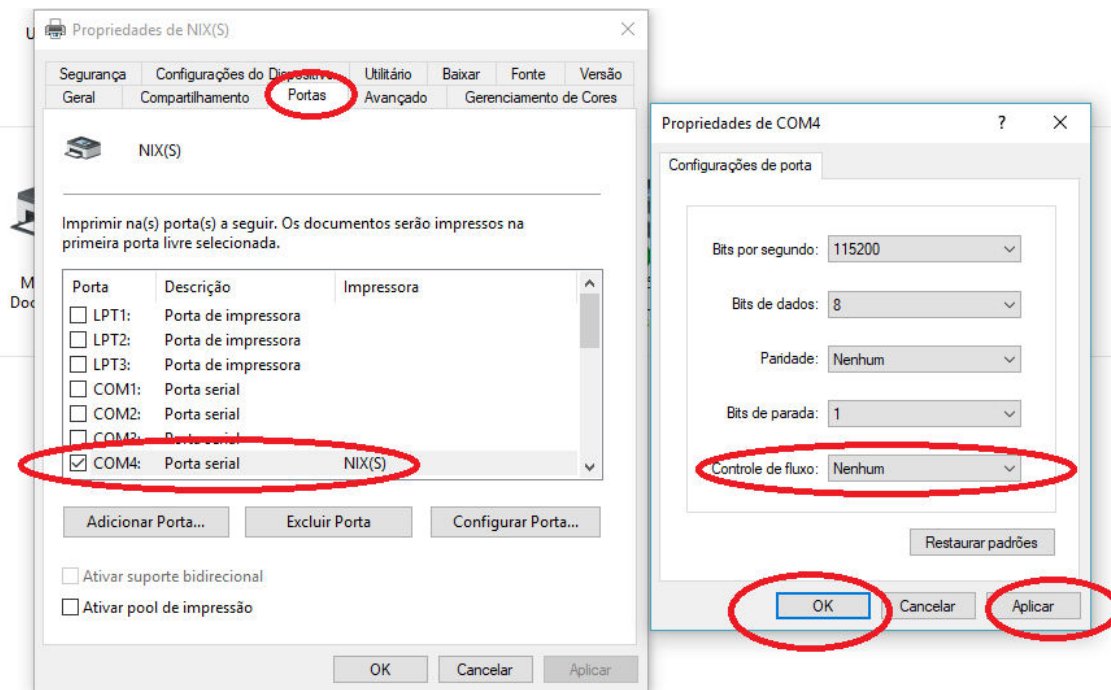 U
Propriedades de NIX(S)
Segurança Configurações do Dispositivo Utilitário Baixar Fonte Versão
Geral Compartilhamento Portas Avançado Gerenciamento de Cores
NIX(S)
Imprimir na(s) porta(s) a seguir. Os documentos serão impressos na
primeira porta livre selecionada.
M
Doc
Porta Descrição Impressora
LPT1: Porta de impressora
LPT2: Porta de impressora
LPT3: Porta de impressora
COM1: Porta serial
COM2: Porta serial
COM3: Porta serial
COM4: Porta serial NIX(S)
Adicionar Porta... Excluir Porta Configurar Porta...
Ativar suporte bidirecional
Ativar pool de impressão
OK Cancelar Aplicar
Propriedades de COM4 ?
Configurações de porta
Bits por segundo: 115200
Bits de dados: 8
Paridade: Nenhum
Bits de parada: 1
Controle de fluxo: Nenhum
Restaurar padrões
OK Cancelar Aplicar